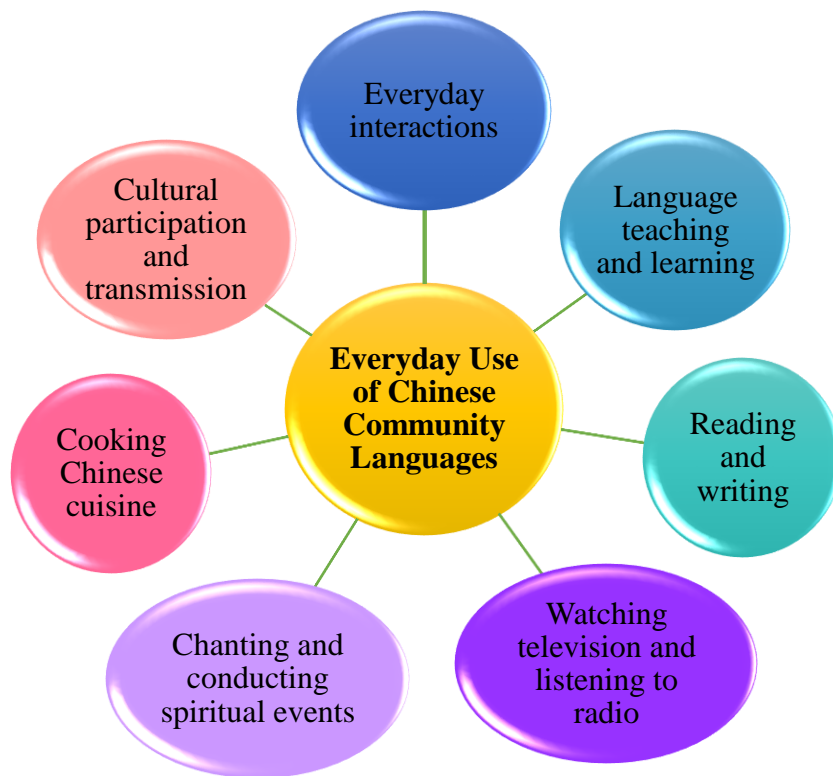 Everyday
interactions
Language
teaching
and learning
Reading
and
writing
Watching
television and
listening to
radio
Chanting and
conducting
spiritual events
Cooking
Chinese
cuisine
Cultural
participation
and
transmission
Everyday Use
of Chinese
Community
Languages